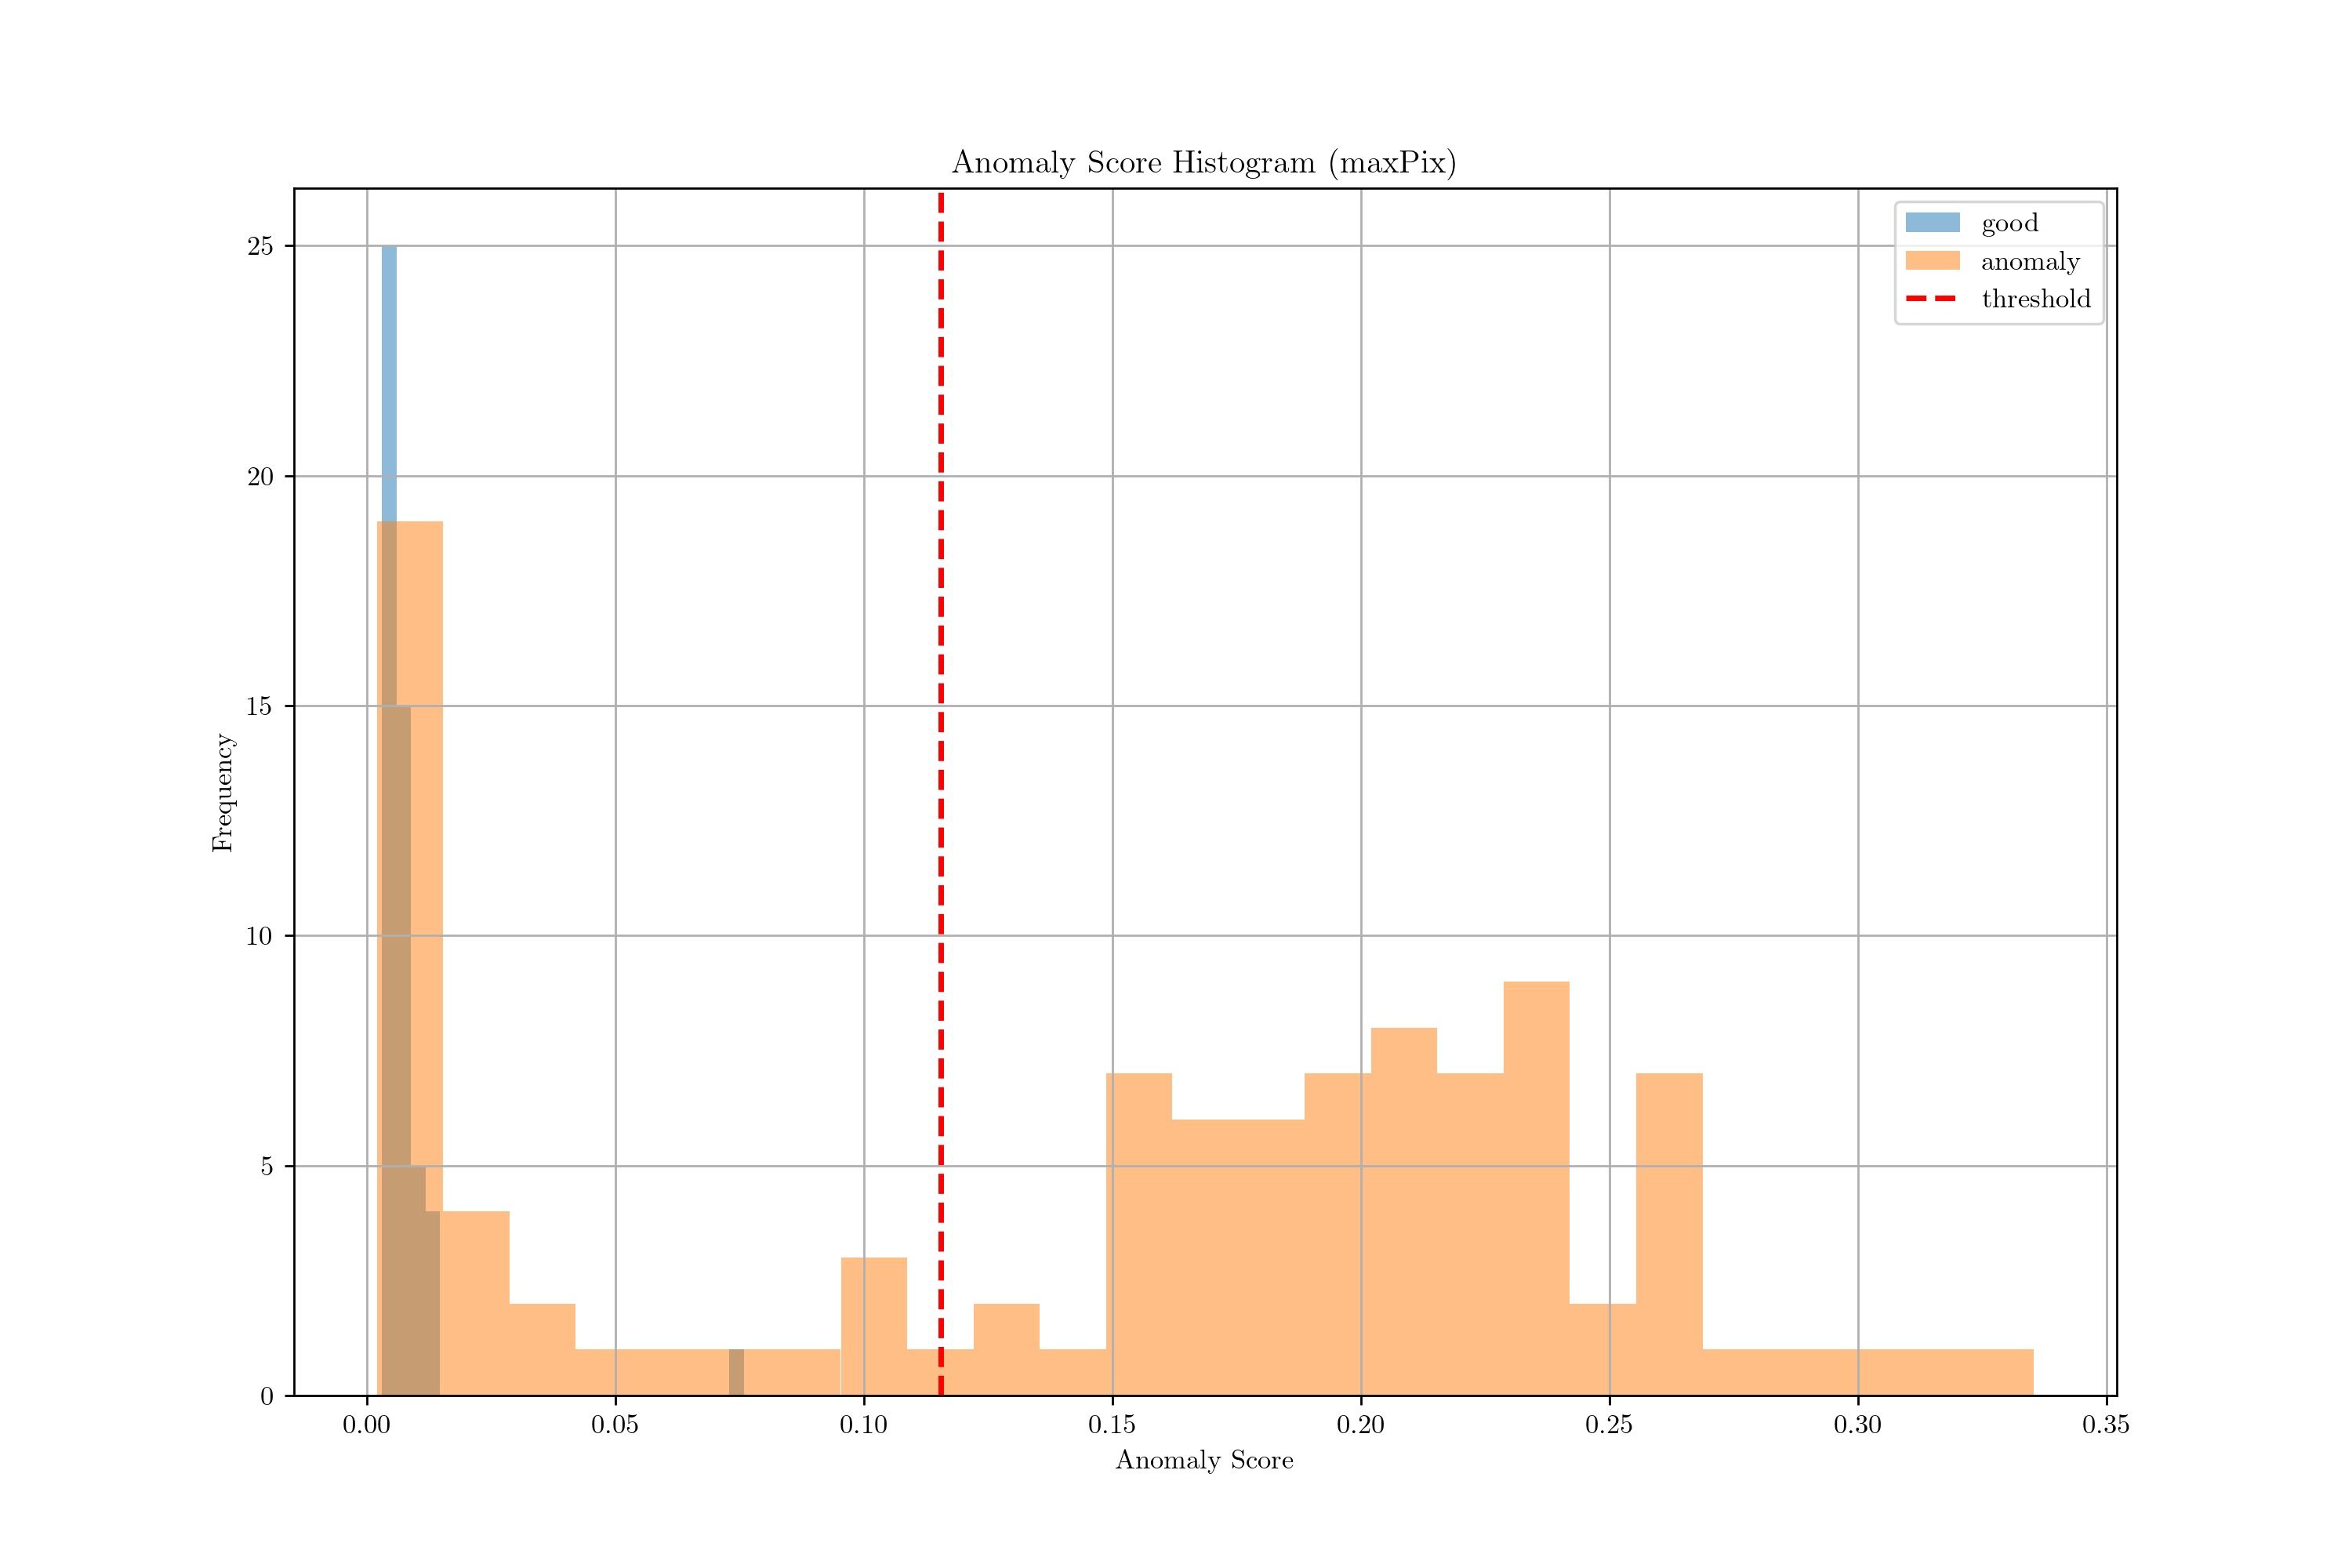 Anomaly Score Histogram (maxPix)
good
anomaly
threshold
25
20
15
10
5
0
Frequency
0.00 0.05 0.10 0.15 0.20 0.25 0.30 0.35
Anomaly Score